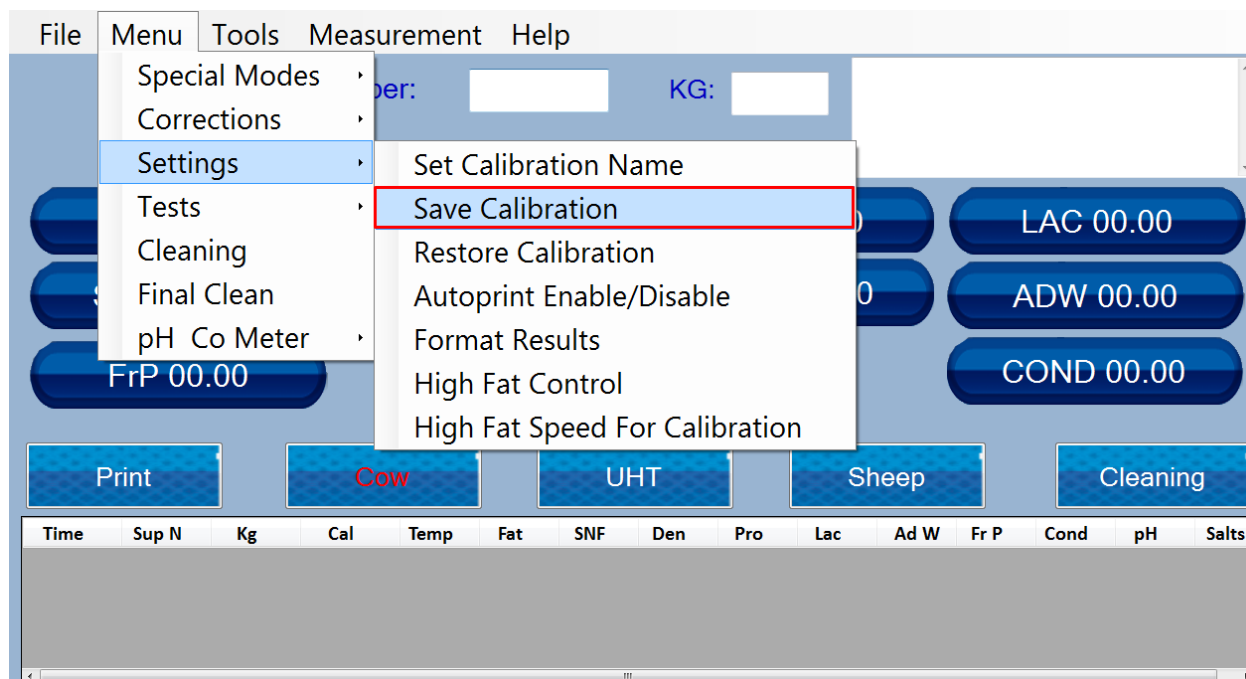 File Menu Tools Measurement Help
Special Modes
Corrections
Settings
Tests
Cleaning
Final Clean
pH Co Meter
Set Calibration Name
Save Calibration
Restore Calibration
Autoprint Enable/Disable
Format Results
High Fat Control
High Fat Speed For Calibration
KG:
LAC 00.00
ADW 00.00
FrP 00.00
COND 00.00
Print Cow UHT Sheep Cleaning
Time Sup N Kg Cal Temp Fat SNF Den Pro Lac Ad W Fr P Cond pH Salts